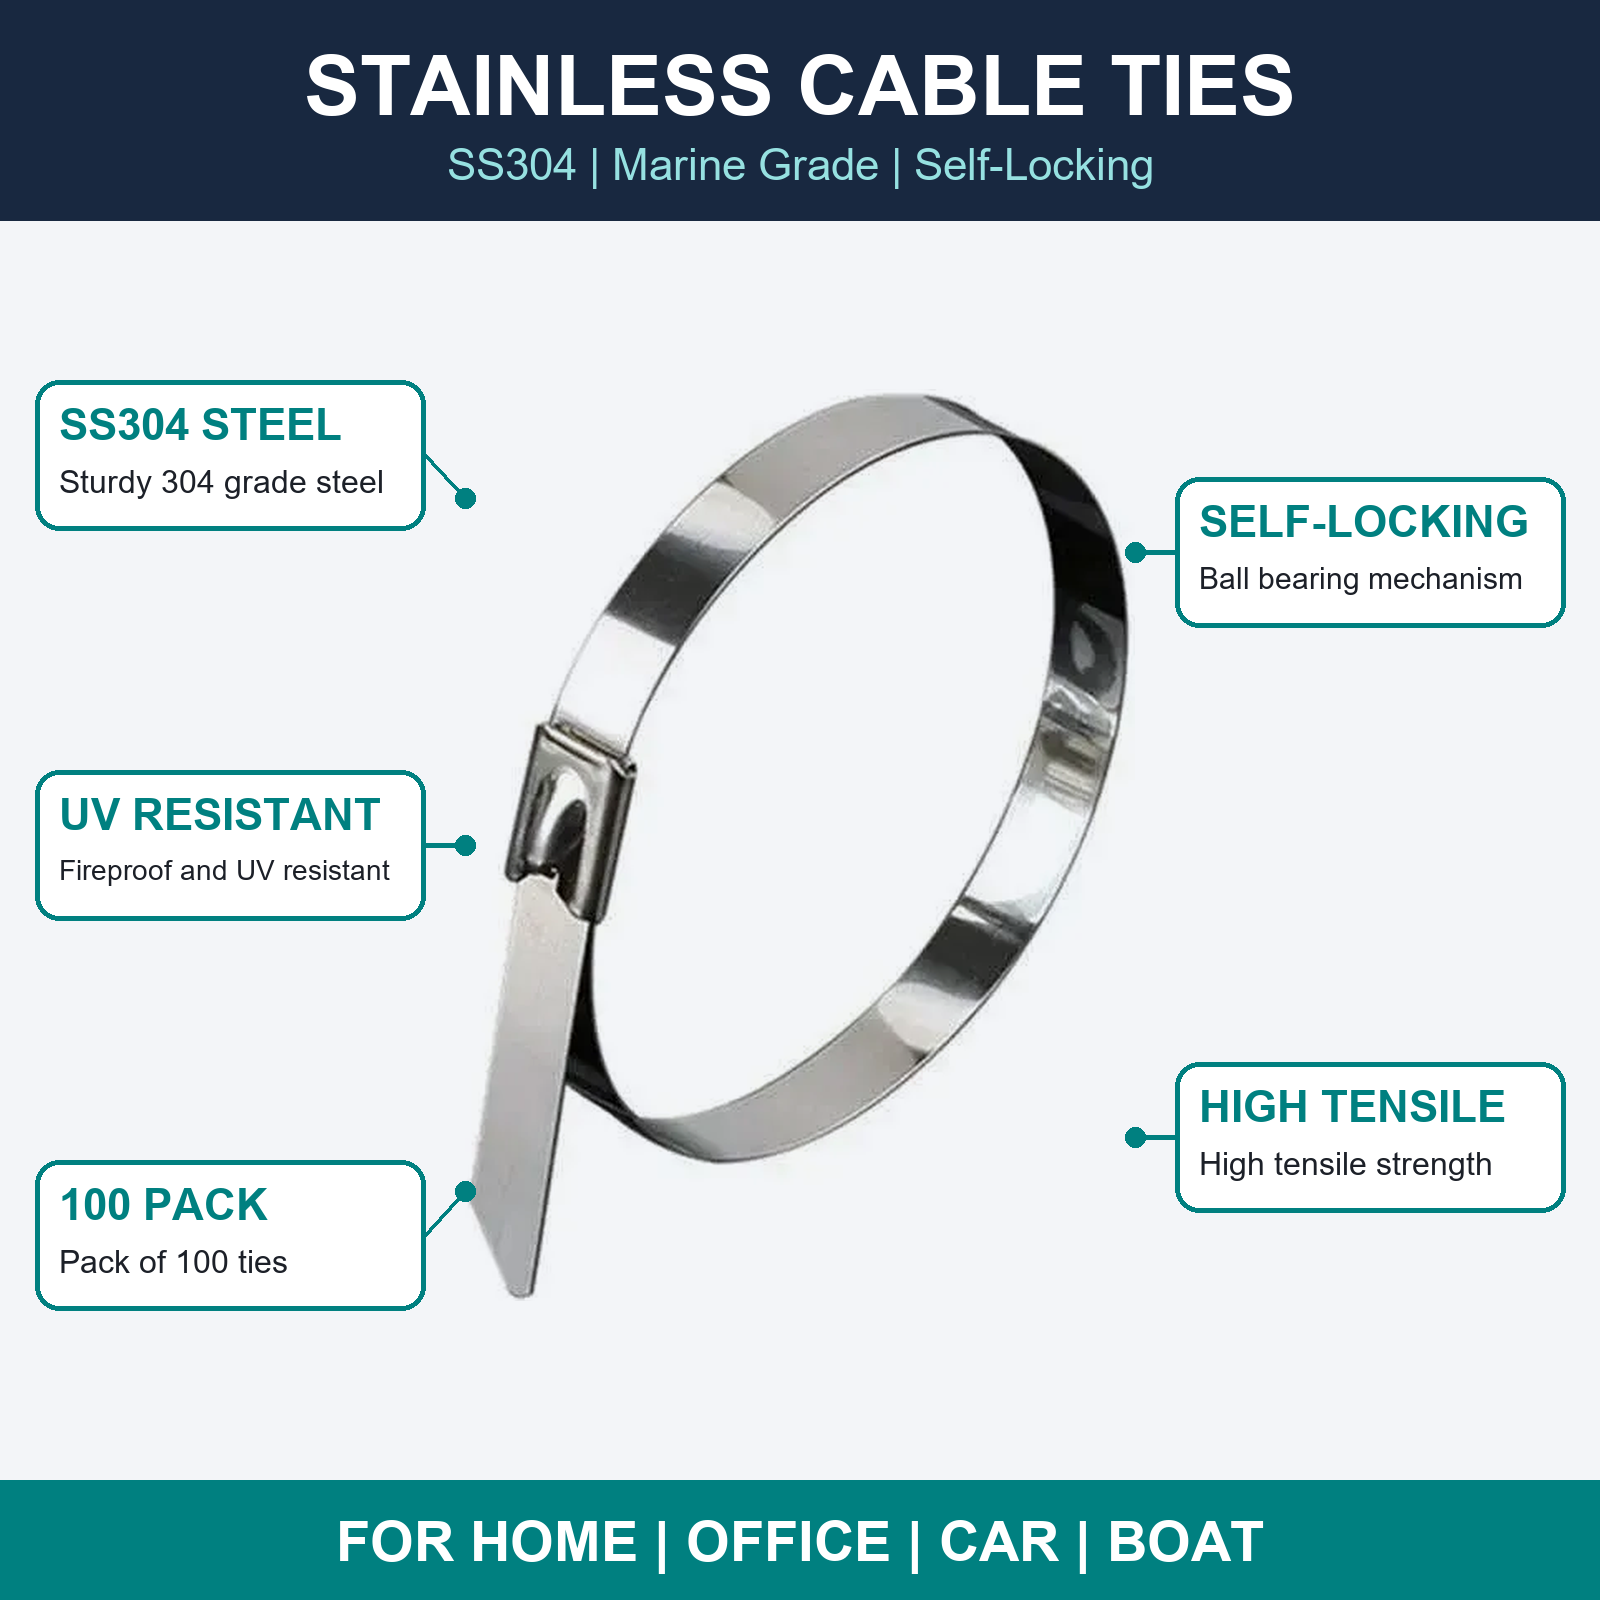 STAINLESS CABLE TIES
SS304 | Marine Grade | Self-Locking
SS304 STEEL
Sturdy 304 grade steel
SELF-LOCKING
Ball bearing mechanism
UV RESISTANT
Fireproof and UV resistant
HIGH TENSILE
High tensile strength
100 PACK
Pack of 100 ties
FOR HOME | OFFICE | CAR | BOAT